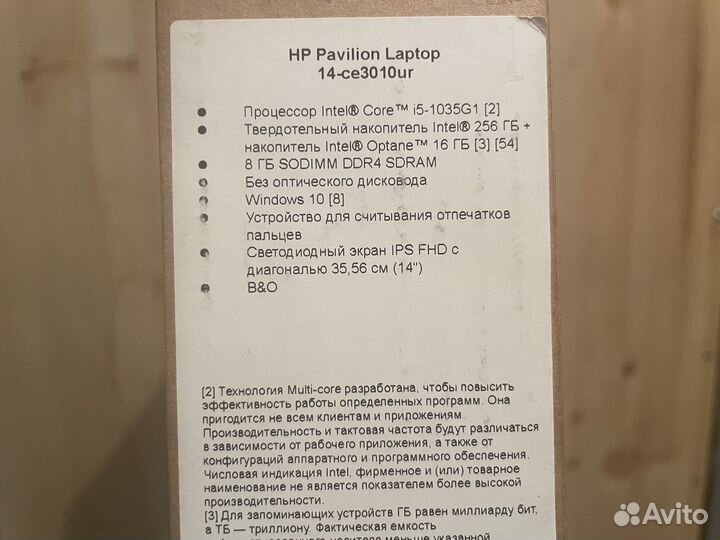 HP Pavilion Laptop
14-ce3010ur
Процессор Intel® Core™ i5-1035G1 [2]
Твердотельный накопитель Intel® 256 ГБ +
накопитель Intel® Optane™ 16 ГБ [3] [54]
8 ГБ SODIMM DDR4 SDRAM
Без оптического дисковода
Windows 10 [8]
Устройство для считывания отпечатков
пальцев
Светодиодный экран IPS FHD с
диагональю 35,56 см (14")
B&O
[2] Технология Multi-core разработана, чтобы повысить
эффективность работы определенных программ. Она
пригодится не всем клиентам и приложениям.
Производительность и тактовая частота будут различаться
в зависимости от рабочего приложения, а также от
конфигураций аппаратного и программного обеспечения.
Числовая индикация Intel, фирменное и (или) товарное
наименование не является показателем более высокой
производительности.
[3] Для запоминающих устройств ГБ равен миллиарду бит,
а ТБ — триллиону. Фактическая емкость
носителя меньше указанной
Avito